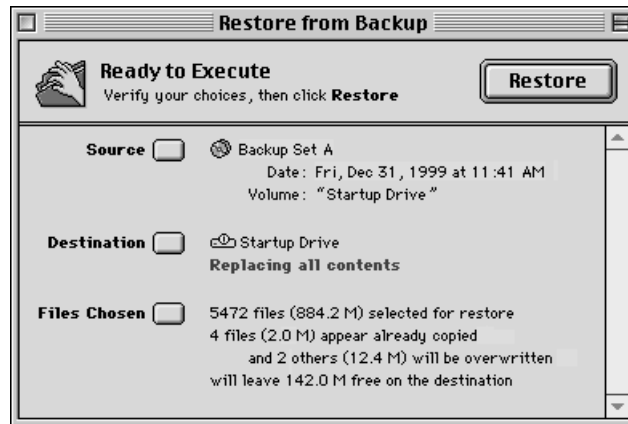 Restore from Backup
Ready to Execute
Verify your choices, then click Restore
Restore
Source
Backup Set A
Date: Fri, Dec 31, 1999 at 11:41 AM
Volume: “Startup Drive”
Destination
Startup Drive
Replacing all contents
Files Chosen
5472 files (884.2 M) selected for restore
4 files (2.0 M) appear already copied
and 2 others (12.4 M) will be overwritten
will leave 142.0 M free on the destination